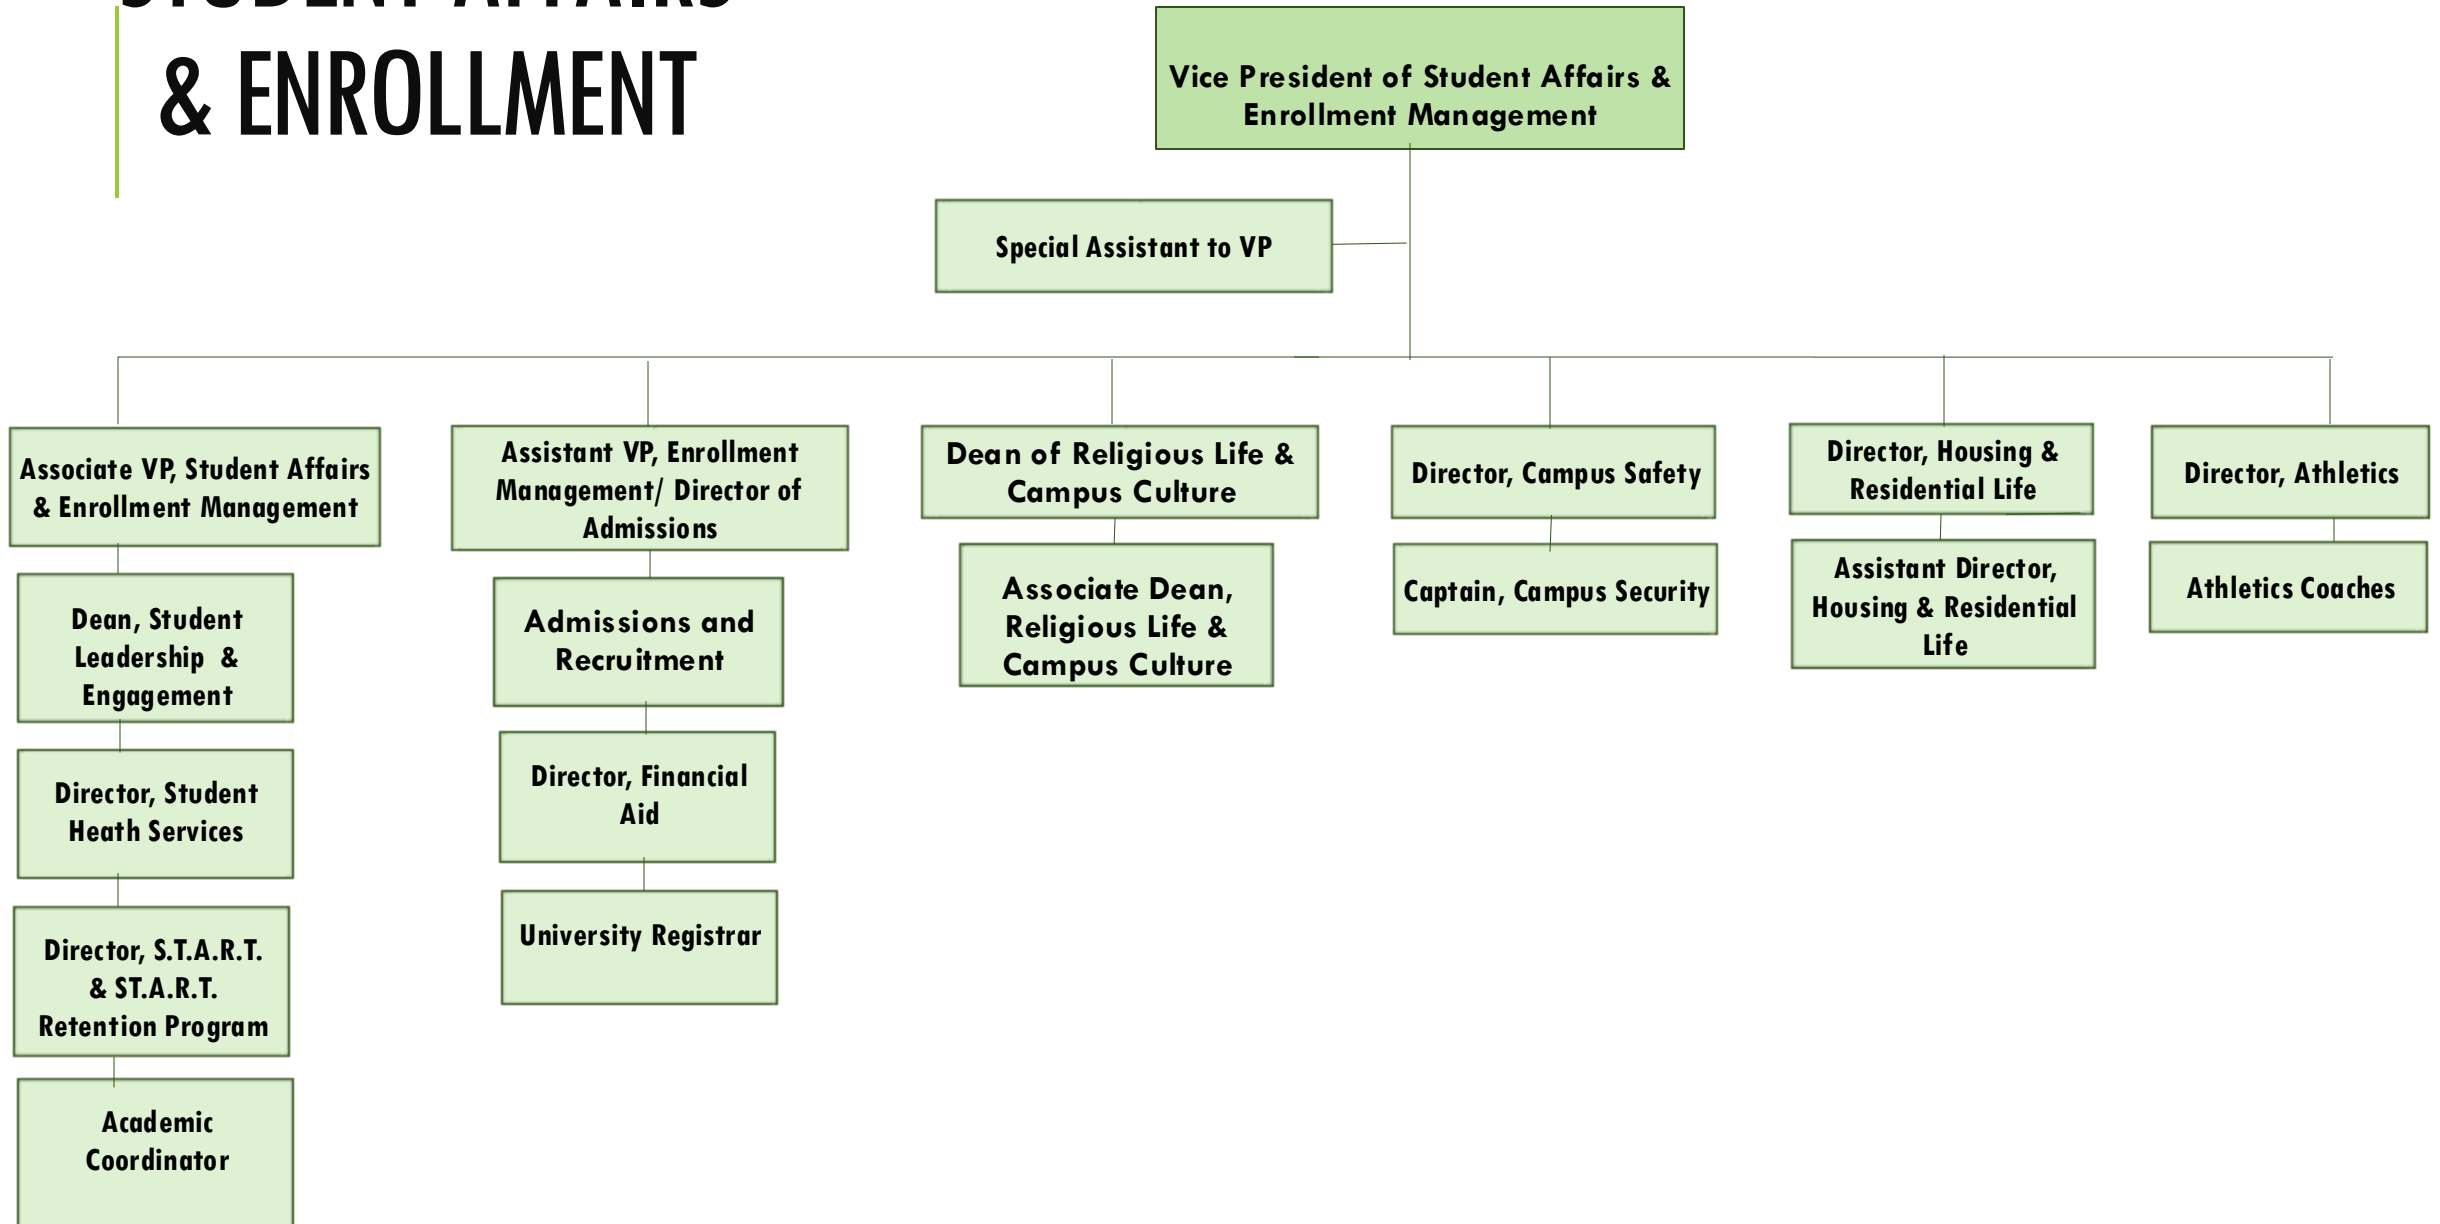 STUDENT AFFAIRS
& ENROLLMENT
Vice President of Student Affairs &
Enrollment Management
Special Assistant to VP
Associate VP, Student Affairs
& Enrollment Management
Assistant VP, Enrollment
Management/ Director of
Admissions
Dean of Religious Life &
Campus Culture
Director, Campus Safety
Director, Housing &
Residential Life
Director, Athletics
Dean, Student
Leadership & 
Engagement
Admissions and
Recruitment
Associate Dean,
Religious Life &
Campus Culture
Captain, Campus Security
Assistant Director,
Housing & Residential
Life
Athletics Coaches
Director, Student
Heath Services
Director, Financial
Aid
Director, S.T.A.R.T.
& ST.A.R.T.
Retention Program
University Registrar
Academic
Coordinator